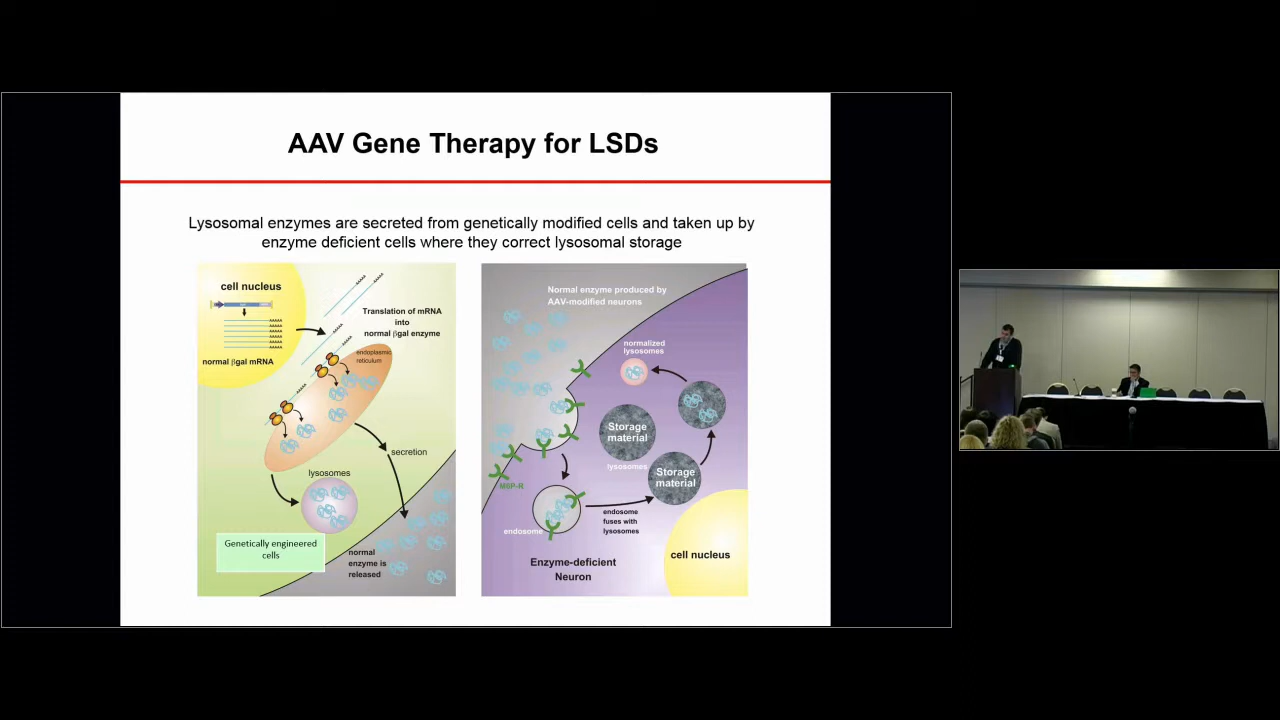 AAV Gene Therapy for LSDs
Lysosomal enzymes are secreted from genetically modified cells and taken up by
enzyme deficient cells where they correct lysosomal storage
cell nucleus
normal βgal mRNA
Translation of mRNA
into
normal βgal enzyme
endoplasmic
reticulum
secretion
lysosomes
Genetically engineered
cells
normal
enzyme is
released
Normal enzyme produced by
AAV-modified neurons
normalized
lysosomes
Storage
material
lysosomes
Storage
material
M6P-R
endosome
endosome
fuses with
lysosomes
Enzyme-deficient
Neuron
cell nucleus